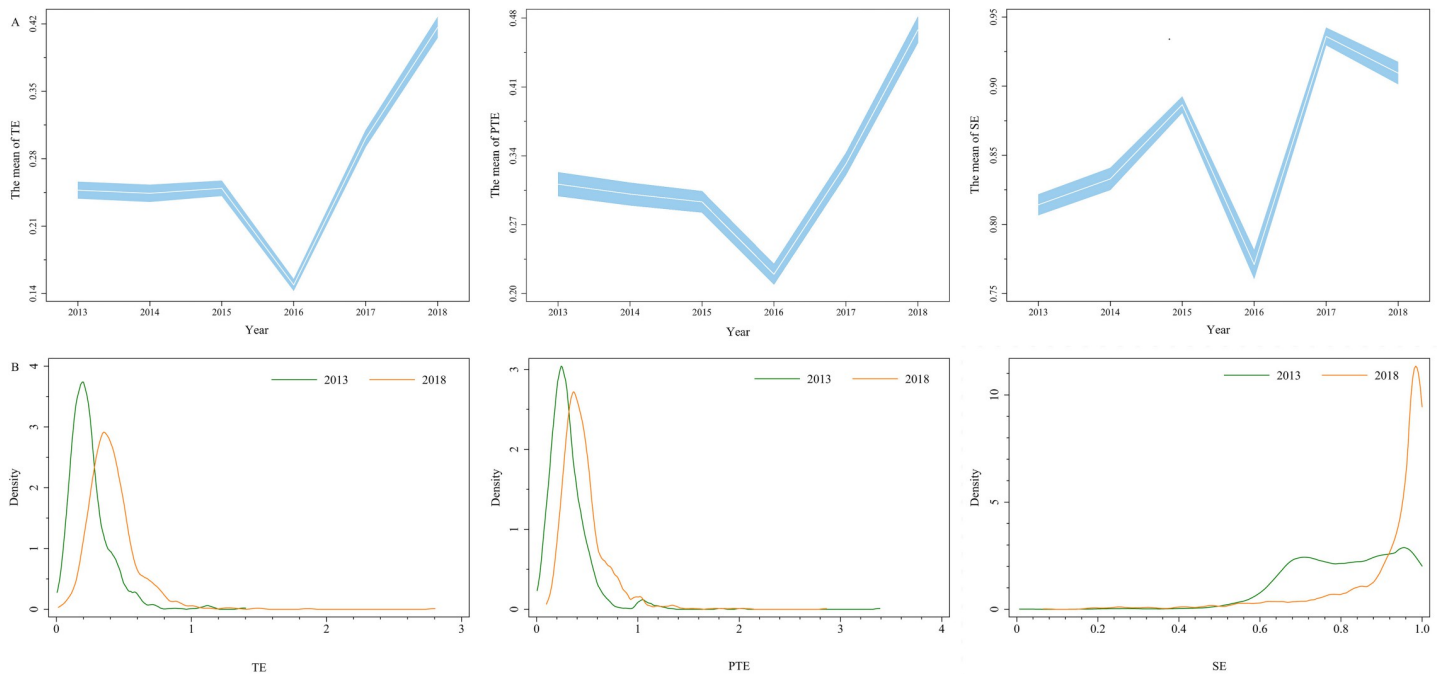 A
The mean of TE
0.42
0.35
0.28
0.21
0.14
2013 2014 2015 2016 2017 2018
Year
The mean of PTE
0.48
0.41
0.34
0.27
0.20
2013 2014 2015 2016 2017 2018
Year
The mean of SE
0.95
0.90
0.85
0.80
0.75
2013 2014 2015 2016 2017 2018
Year
B
Density
4
3
2
1
0
2013 2018
0 1 2 3
TE
Density
3
2
1
0
2013 2018
0 1 2 3 4
PTE
Density
10
5
0
2013 2018
0 0.2 0.4 0.6 0.8 1.0
SE